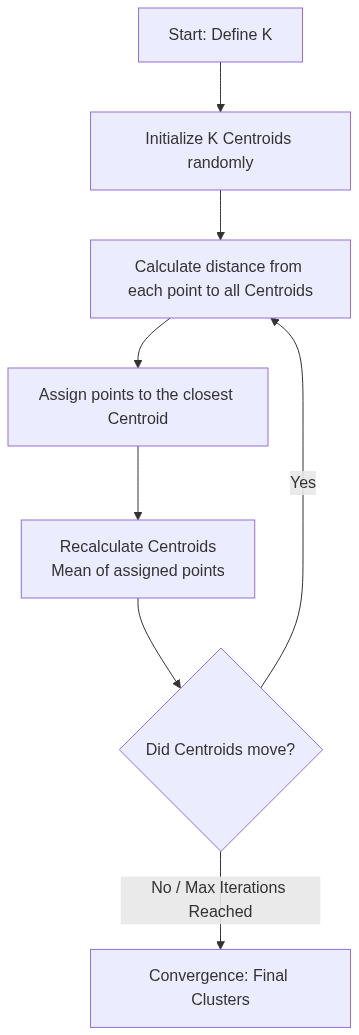 Start: Define K
Initialize K Centroids
randomly
Calculate distance from
each point to all Centroids
Assign points to the closest
Centroid
Yes
Recalculate Centroids
Mean of assigned points
Did Centroids move?
No / Max Iterations
Reached
Convergence: Final
Clusters